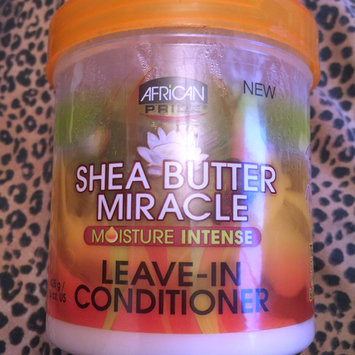 AFRICAN
PRIDE
NEW
SHEA BUTTER
MIRACLE
MOISTURE INTENSE
LEAVE-IN
CONDITIONER